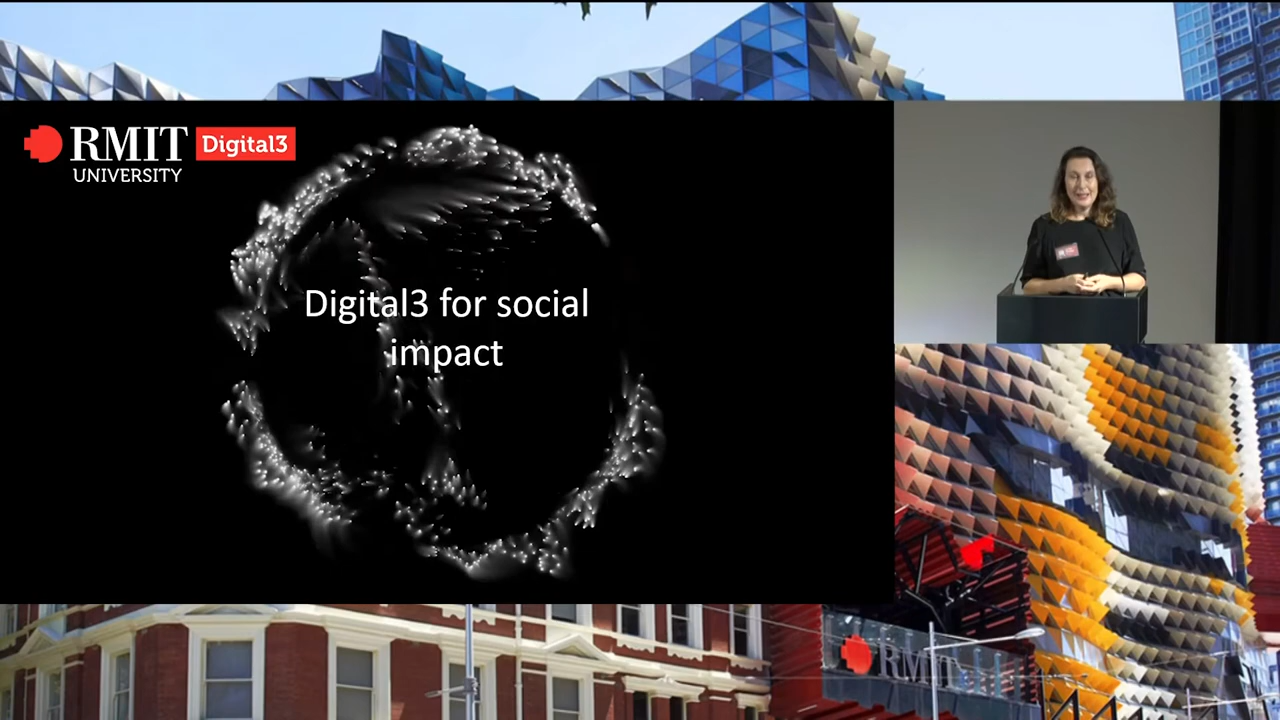 RMIT
UNIVERSITY
Digital3
Digital3 for social
impact
RMIT